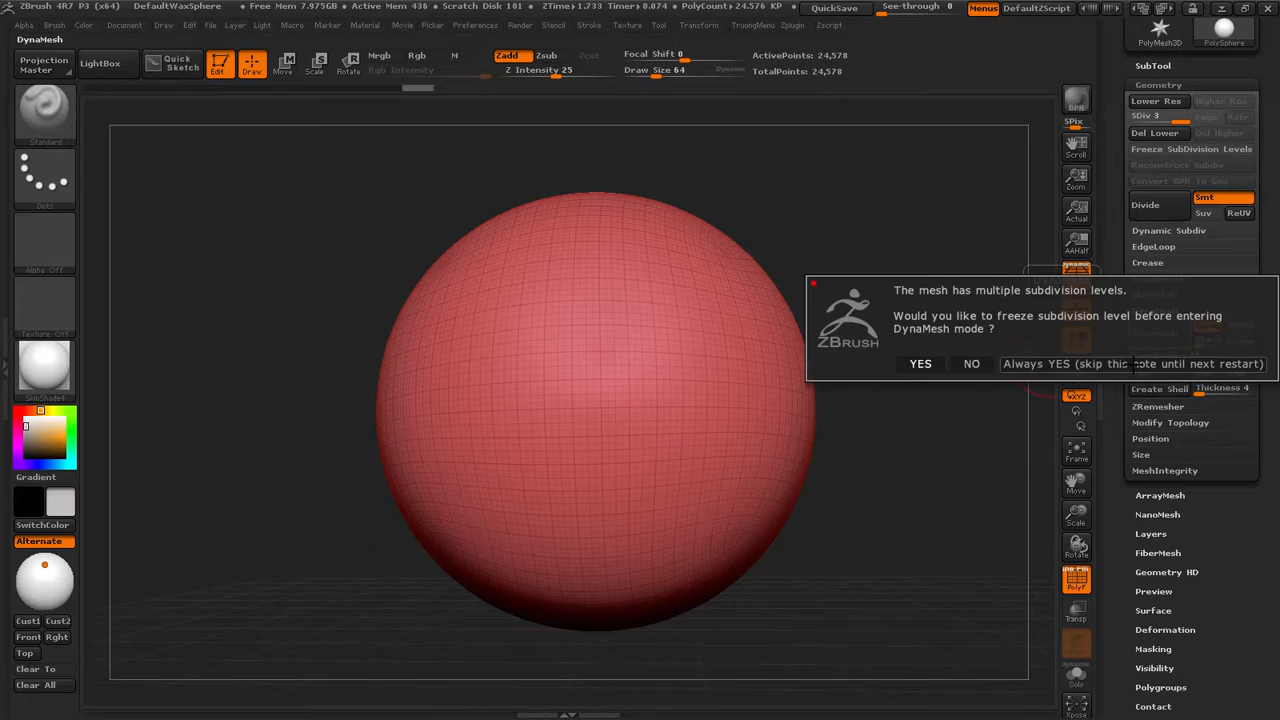 ZBrush 4R7 P3 (x64) DefaultWaxSphere • Free Mem 7.975GB • Active Mem 436 • Scratch Disk 101 • ZTime▸1.733 Timer▸0.074 • PolyCount▸24.576 KP QuickSave See-through 0 Menus DefaultZScript
Alpha Brush Color Document Draw Edit File Layer Light Macro Marker Material Movie Picker Preferences Render Stencil Stroke Texture Tool Transform TruongMenu Zplugin Zscript
DynaMesh
Projection Master
LightBox
Quick Sketch
Edit
Draw
Move
Scale
Rotate
Mrgb Rgb M
Rgb Intensity
Zadd Zsub Zcut
Z Intensity 25
Focal Shift 0
Draw Size 64 Dynamic
ActivePoints: 24,578
TotalPoints: 24,578
Standard
Dots
Alpha Off
Texture Off
SkinShade4
Gradient
SwitchColor
Alternate
Cust1 Cust2
Front Rght
Top
Clear To
Clear All
BPR
SPix
Scroll
Zoom
Actual
AAHalf
Dynamic
XYZ
Frame
Move
Scale
Rotate
PolyF
Transp
Dynamic
Solo
Xpose
PolyMesh3D PolySphere
SubTool
Geometry
Lower Res Higher Res
SDiv 3 Cage Rstr
Del Lower Del Higher
Freeze SubDivision Levels
Reconstruct Subdiv
Convert BPR To Geo
Divide
Smt
Suv ReUV
Dynamic Subdiv
EdgeLoop
Crease
The mesh has multiple subdivision levels.
Would you like to freeze subdivision level before entering
DynaMesh mode ?
ZBRUSH
YES NO Always YES (skip this note until next restart)
Create Shell Thickness 4
ZRemesher
Modify Topology
Position
Size
MeshIntegrity
ArrayMesh
NanoMesh
Layers
FiberMesh
Geometry HD
Preview
Surface
Deformation
Masking
Visibility
Polygroups
Contact